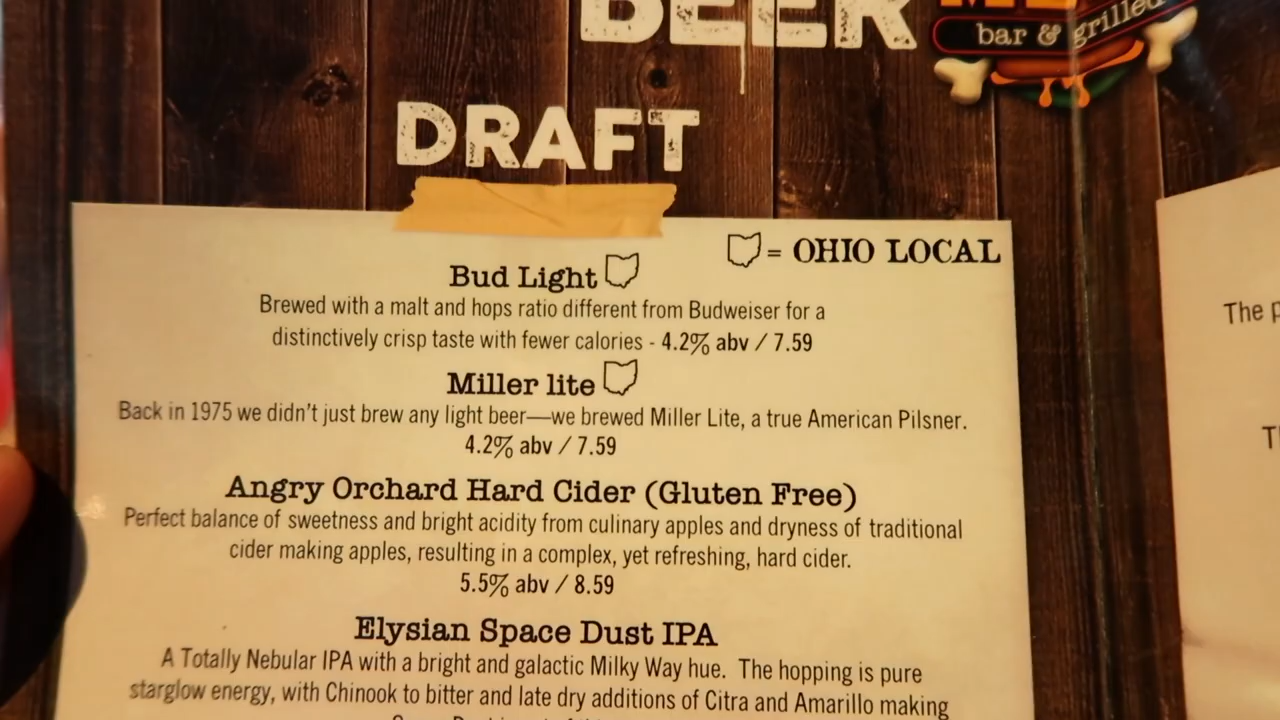 BEER
bar & grilled
DRAFT
= OHIO LOCAL
Bud Light
Brewed with a malt and hops ratio different from Budweiser for a
distinctively crisp taste with fewer calories - 4.2% abv / 7.59
Miller lite
Back in 1975 we didn't just brew any light beer—we brewed Miller Lite, a true American Pilsner.
4.2% abv / 7.59
Angry Orchard Hard Cider (Gluten Free)
Perfect balance of sweetness and bright acidity from culinary apples and dryness of traditional
cider making apples, resulting in a complex, yet refreshing, hard cider.
5.5% abv / 8.59
Elysian Space Dust IPA
A Totally Nebular IPA with a bright and galactic Milky Way hue. The hopping is pure
starglow energy, with Chinook to bitter and late dry additions of Citra and Amarillo making
The